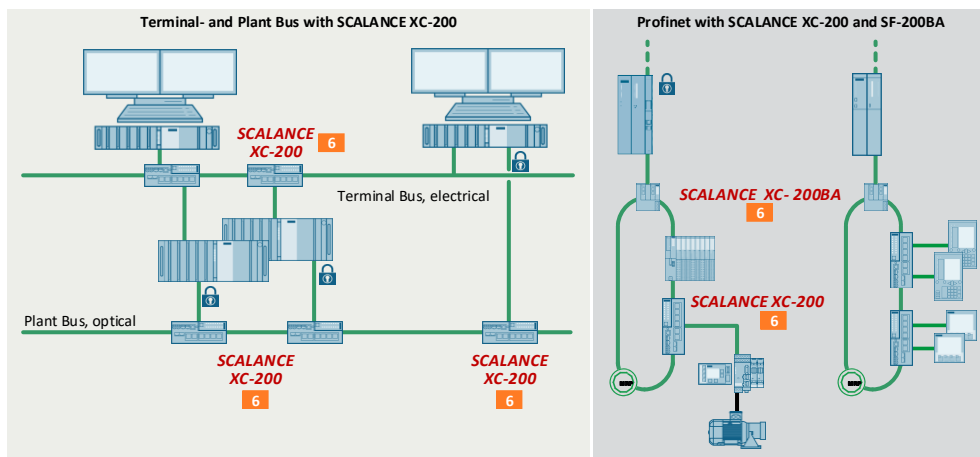 Terminal- and Plant Bus with SCALANCE XC-200
SCALANCE
XC-200
6
Terminal Bus, electrical
Plant Bus, optical
SCALANCE
XC-200
6
SCALANCE
XC-200
6
Profinet with SCALANCE XC-200 and SF-200BA
SCALANCE XC- 200BA
6
SCALANCE XC-200
6